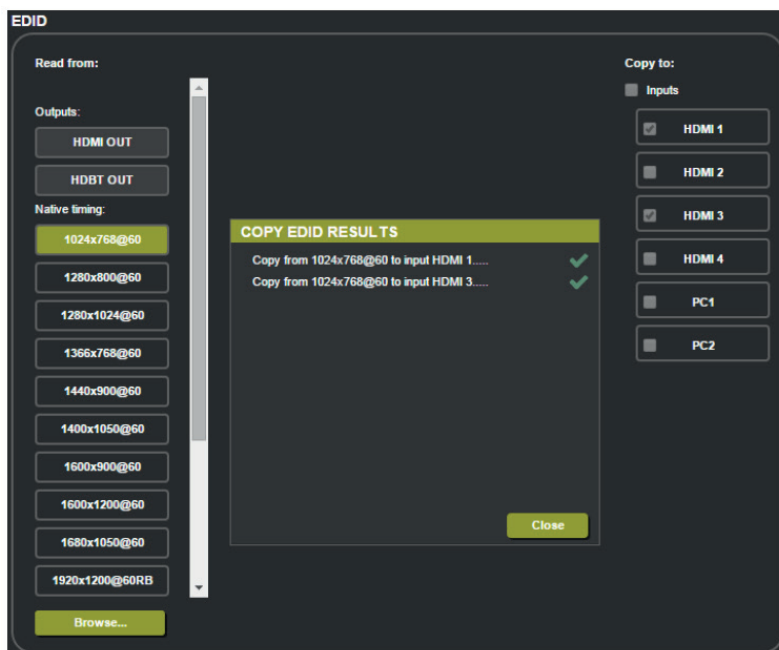 EDID
Read from:
Outputs:
HDMI OUT
HDBT OUT
Native timing:
1024x768@60
1280x800@60
1280x1024@60
1366x768@60
1440x900@60
1400x1050@60
1600x900@60
1600x1200@60
1680x1050@60
1920x1200@60RB
Browse...
COPY EDID RESULTS
Copy from 1024x768@60 to input HDMI 1.....
Copy from 1024x768@60 to input HDMI 3.....
Close
Copy to:
Inputs
HDMI 1
HDMI 2
HDMI 3
HDMI 4
PC1
PC2